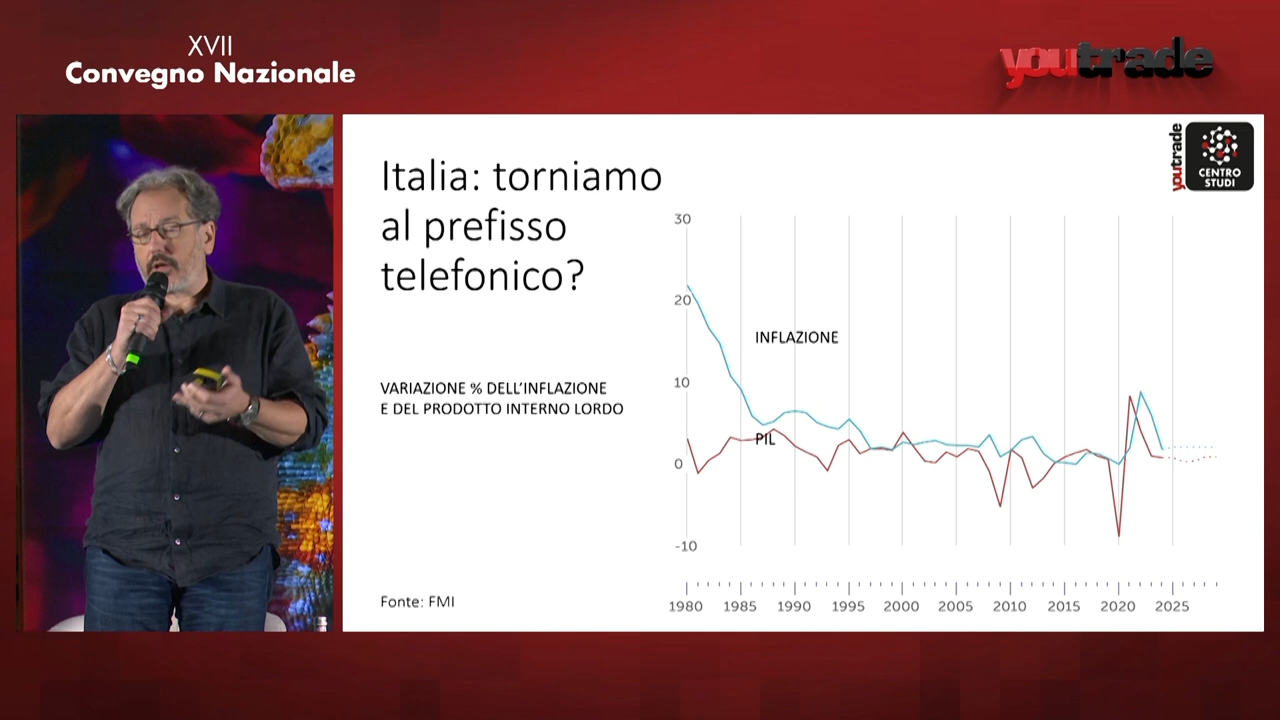 XVII
Convegno Nazionale
youtrade
youtrade
CENTRO
STUDI
Italia: torniamo
al prefisso
telefonico?
VARIAZIONE % DELL'INFLAZIONE
E DEL PRODOTTO INTERNO LORDO
Fonte: FMI
30
20
10
0
-10
INFLAZIONE
PIL
1980 1985 1990 1995 2000 2005 2010 2015 2020 2025